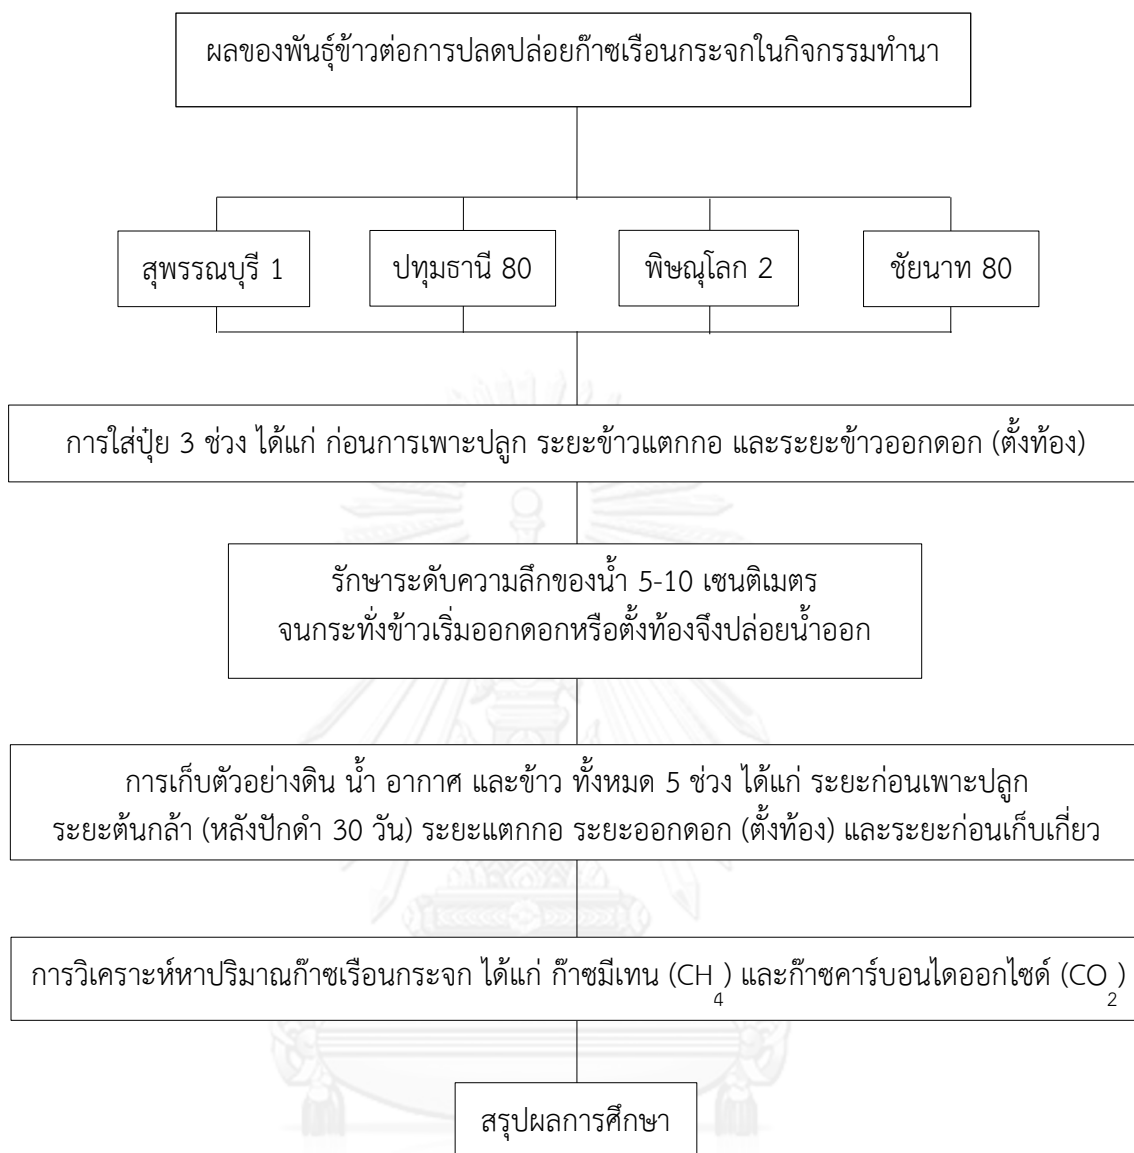 ผลของพันธุ์ข้าวต่อการปลดปล่อยก๊าซเรือนกระจกในกิจกรรมทำนา
สุพรรณบุรี 1
ปทุมธานี 80
พิษณุโลก 2
ชัยนาท 80
การใส่ปุ๋ย 3 ช่วง ได้แก่ ก่อนการเพาะปลูก ระยะข้าวแตกกอ และระยะข้าวออกดอก (ตั้งท้อง)
รักษาระดับความลึกของน้ำ 5-10 เซนติเมตร
จนกระทั่งข้าวเริ่มออกดอกหรือตั้งท้องจึงปล่อยน้ำออก
การเก็บตัวอย่างดิน น้ำ อากาศ และข้าว ทั้งหมด 5 ช่วง ได้แก่ ระยะก่อนเพาะปลูก
ระยะต้นกล้า (หลังปักดำ 30 วัน) ระยะแตกกอ ระยะออกดอก (ตั้งท้อง) และระยะก่อนเก็บเกี่ยว
การวิเคราะห์หาปริมาณก๊าซเรือนกระจก ได้แก่ ก๊าซมีเทน (CH₄) และก๊าซคาร์บอนไดออกไซด์ (CO₂)
สรุปผลการศึกษา